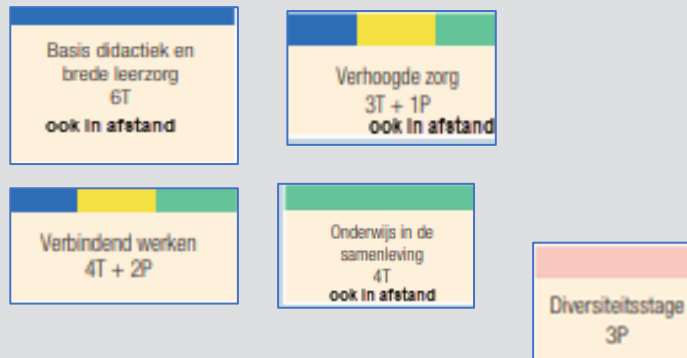 Basis didactiek en
brede leerzorg
6T
ook in afstand
Verhoogde zorg
3T + 1P
ook in afstand
Verbindend werken
4T + 2P
Onderwijs in de
samenleving
4T
ook in afstand
Diversiteitsstage
3P